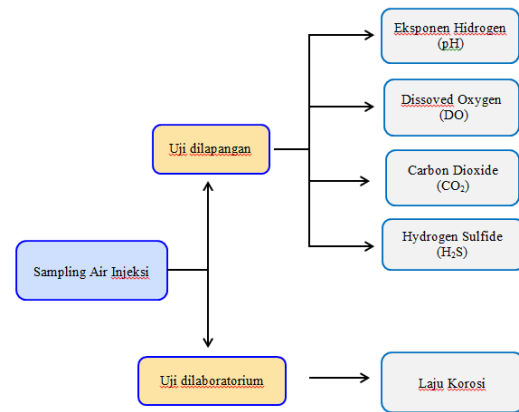 Eksponen Hidrogen
(pH)
Dissoved Oxygen
(DO)
Uji dilapangan
Carbon Dioxide
(CO₂)
Hydrogen Sulfide
(H₂S)
Sampling Air Injeksi
Uji dilaboratorium
Laju Korosi